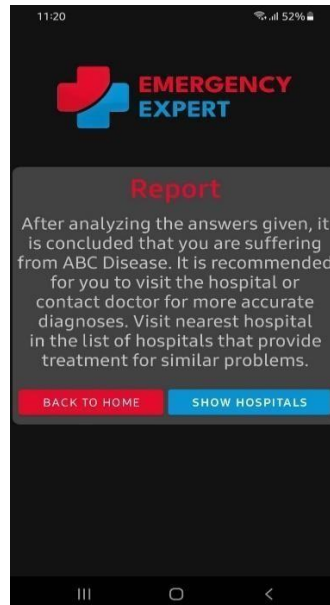 11:20 52%
EMERGENCY
EXPERT
Report
After analyzing the answers given, it
is concluded that you are suffering
from ABC Disease. It is recommended
for you to visit the hospital or
contact doctor for more accurate
diagnoses. Visit nearest hospital
in the list of hospitals that provide
treatment for similar problems.
BACK TO HOME SHOW HOSPITALS